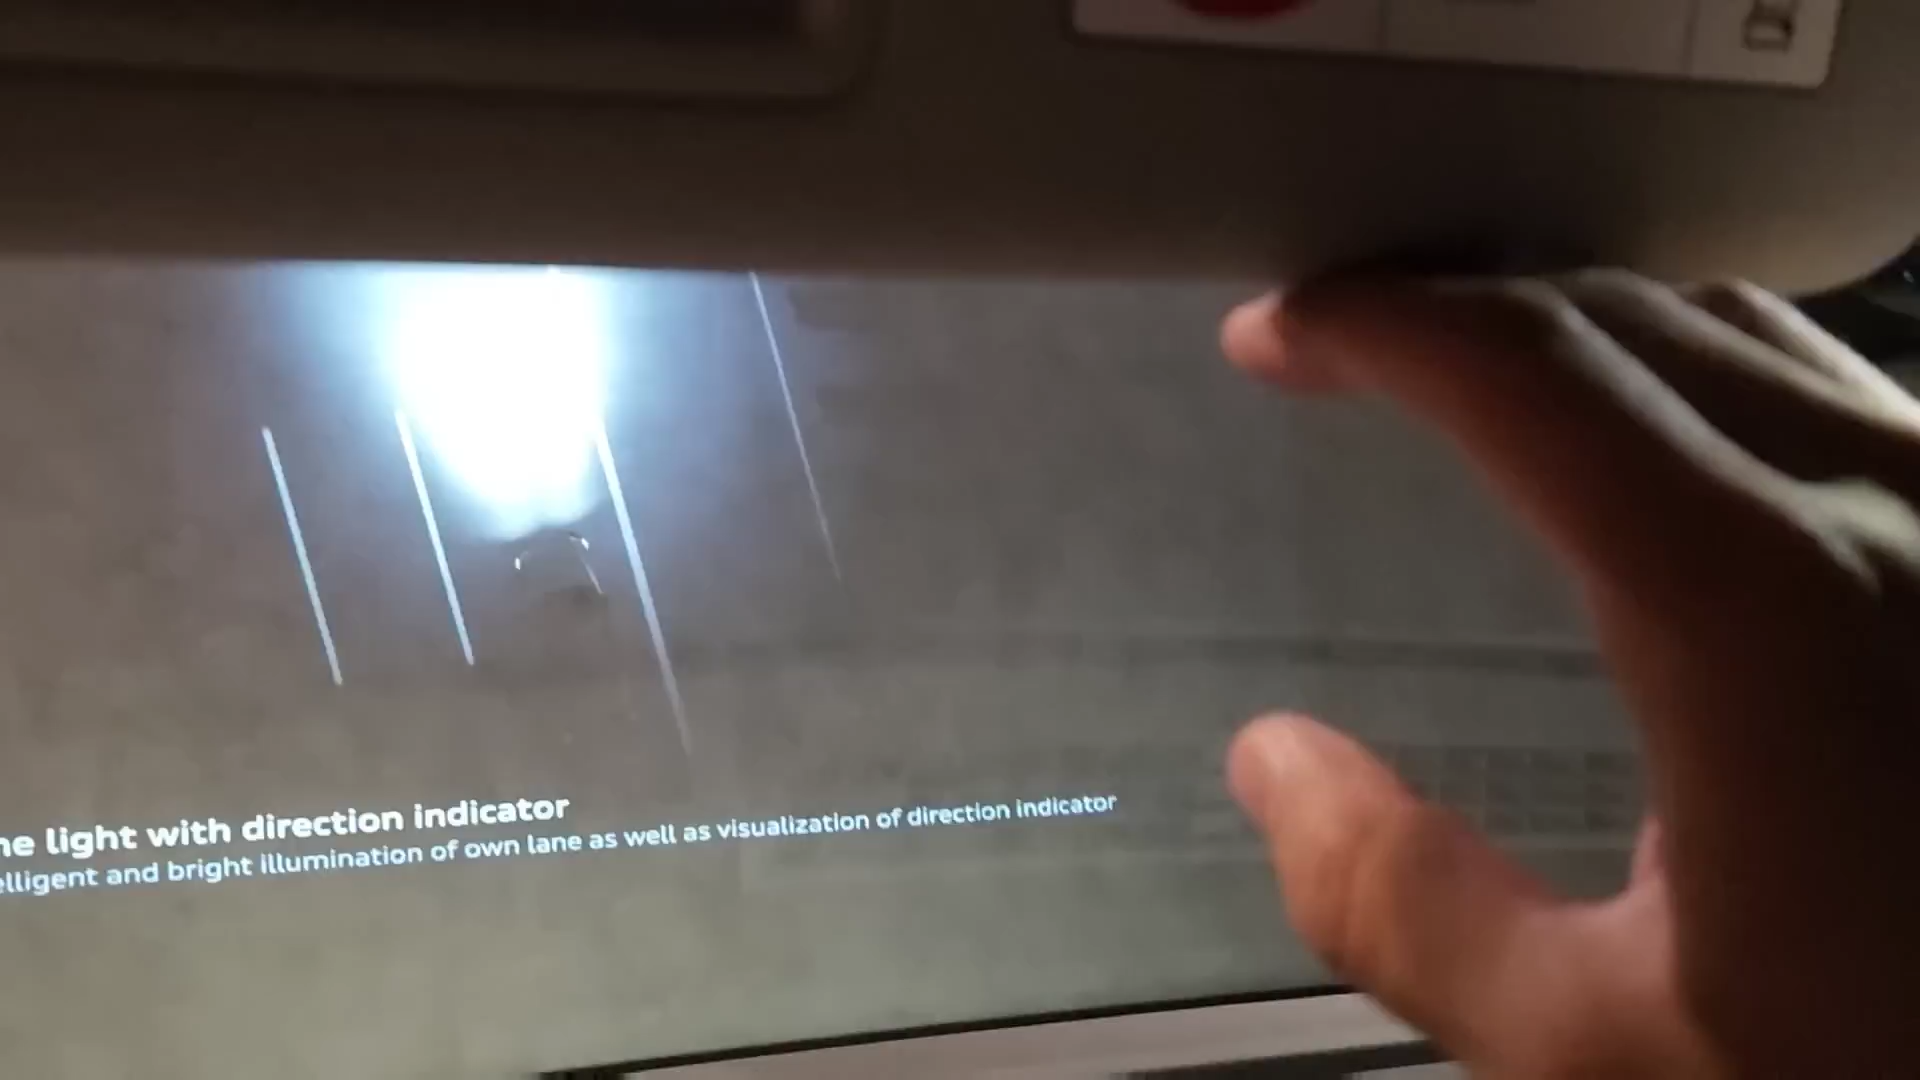 ne light with direction indicator
elligent and bright illumination of own lane as well as visualization of direction indicator